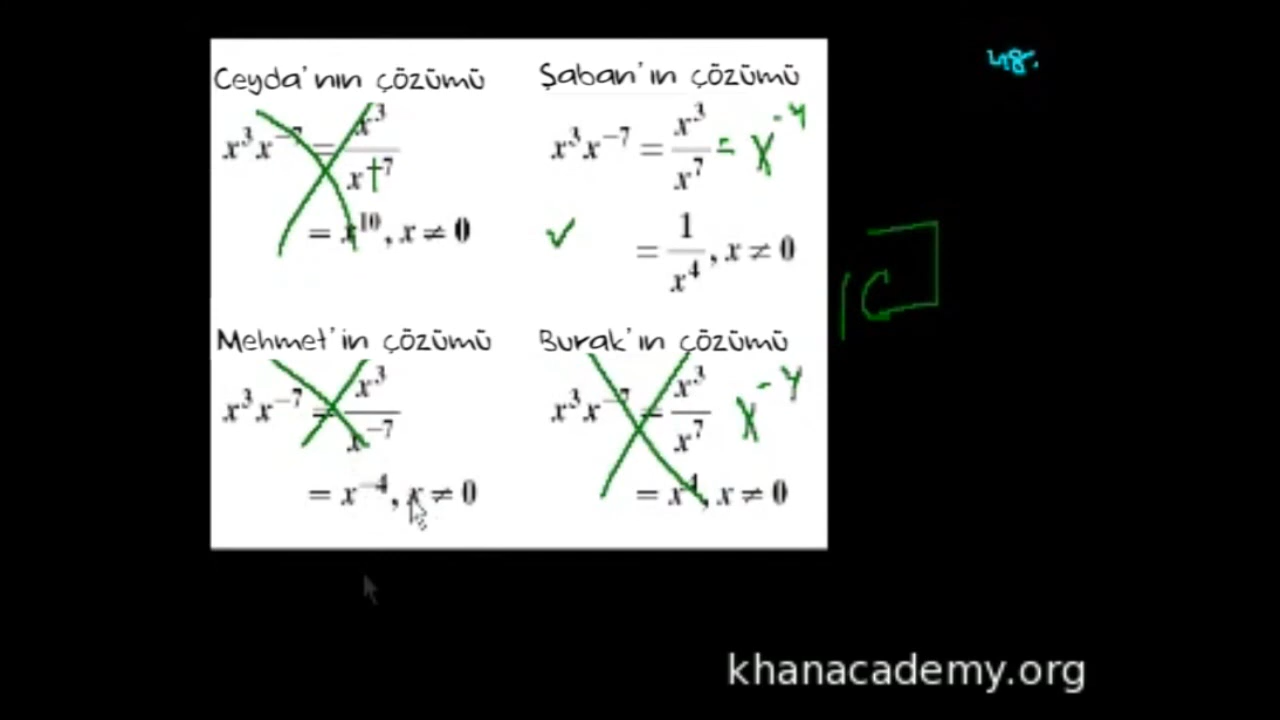 48.
Ceyda'nın çözümü
x³x⁻⁷ = x³/x†⁷
= x¹⁰, x ≠ 0
Şaban'ın çözümü
x³x⁻⁷ = x³/x⁷ = x⁻⁴
✓ = 1/x⁴, x ≠ 0
Mehmet'in çözümü
x³x⁻⁷ = x³/x⁻⁷
= x⁻⁴, x ≠ 0
Burak'ın çözümü
x³x⁻⁷ = x³/x⁷ x⁻⁴
= x⁴, x ≠ 0
khanacademy.org